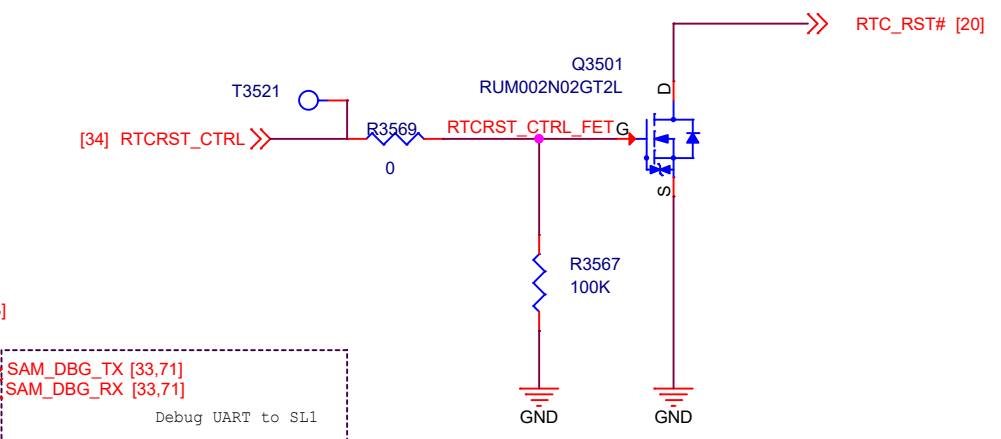 RTC_RST# [20]
Q3501
RUM002N02GT2L
D
T3521
[34] RTCRST_CTRL
R3569
0
RTCRST_CTRL_FET
G
S
R3567
100K
GND
GND
SAM_DBG_TX [33,71]
SAM_DBG_RX [33,71]
Debug UART to SL1